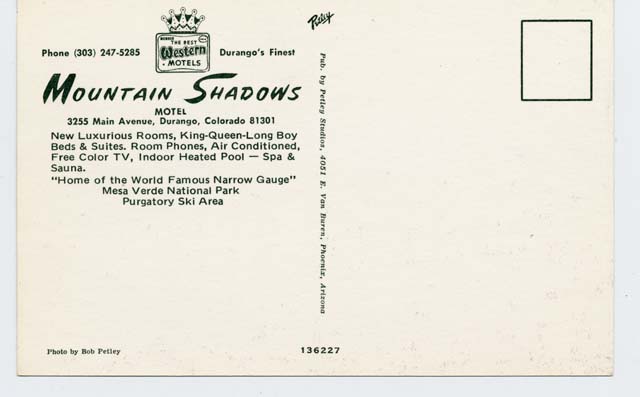 Phone (303) 247-5285
MEMBER THE BEST
Western
MOTELS
Durango's Finest
MOUNTAIN SHADOWS
MOTEL
3255 Main Avenue, Durango, Colorado 81301
New Luxurious Rooms, King-Queen-Long Boy
Beds & Suites. Room Phones, Air Conditioned,
Free Color TV, Indoor Heated Pool — Spa &
Sauna.
"Home of the World Famous Narrow Gauge"
Mesa Verde National Park
Purgatory Ski Area
Photo by Bob Petley
Petley
Pub. by Petley Studios, 4051 E. Van Buren, Phoenix, Arizona
136227